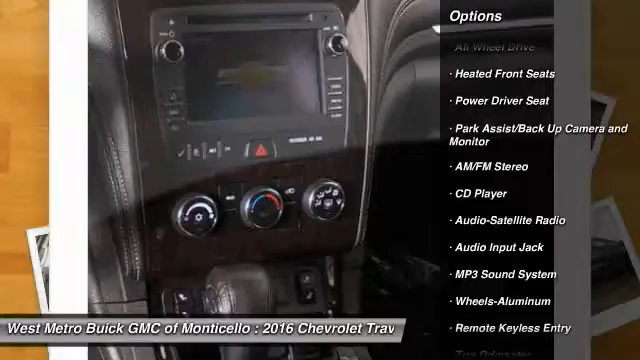 Options
· All Wheel Drive
· Heated Front Seats
· Power Driver Seat
· Park Assist/Back Up Camera and
Monitor
· AM/FM Stereo
· CD Player
· Audio-Satellite Radio
· Audio Input Jack
· MP3 Sound System
· Wheels-Aluminum
· Remote Keyless Entry
· Trip Odometer
West Metro Buick GMC of Monticello : 2016 Chevrolet Trav